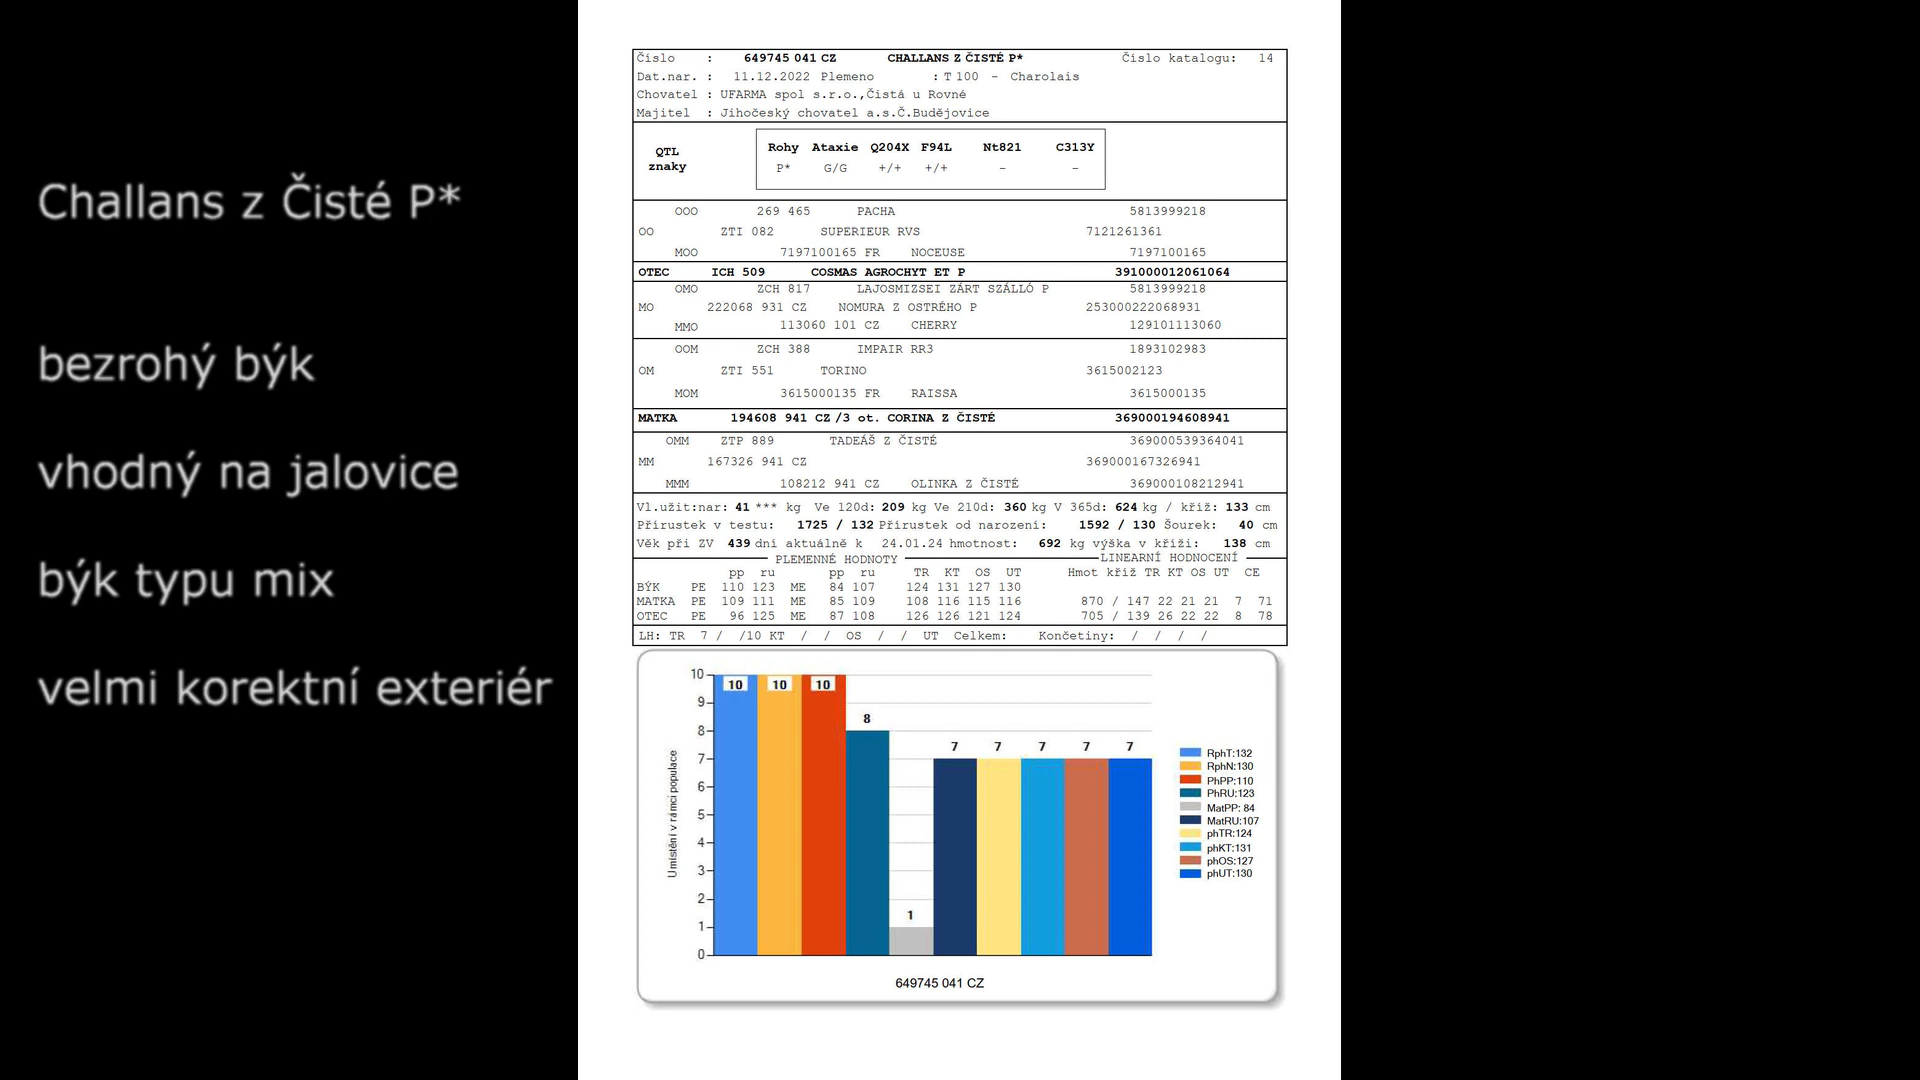 Challans z Čisté P*
bezrohý býk
vhodný na jalovice
býk typu mix
velmi korektní exteriér
Číslo : 649745 041 CZ CHALLANS Z ČISTÉ P* Číslo katalogu: 14
Dat.nar. : 11.12.2022 Plemeno : T 100 - Charolais
Chovatel : UFARMA spol s.r.o.,Čistá u Rovné
Majitel : Jihočeský chovatel a.s.Č.Budějovice
QTL znaky
Rohy Ataxie Q204X F94L Nt821 C313Y
P* G/G +/+ +/+ - -
OOO 269 465 PACHA 5813999218
OO ZTI 082 SUPERIEUR RVS 7121261361
MOO 7197100165 FR NOCEUSE 7197100165
OTEC ICH 509 COSMAS AGROCHYT ET P 391000012061064
OMO ZCH 817 LAJOSMIZSEI ZÁRT SZÁLLÓ P 5813999218
MO 222068 931 CZ NOMURA Z OSTRÉHO P 253000222068931
MMO 113060 101 CZ CHERRY 129101113060
OOM ZCH 388 IMPAIR RR3 1893102983
OM ZTI 551 TORINO 3615002123
MOM 3615000135 FR RAISSA 3615000135
MATKA 194608 941 CZ /3 ot. CORINA Z ČISTÉ 369000194608941
OMM ZTP 889 TADEÁŠ Z ČISTÉ 369000539364041
MM 167326 941 CZ 369000167326941
MMM 108212 941 CZ OLINKA Z ČISTÉ 369000108212941
Vl.užit:nar: 41 *** kg Ve 120d: 209 kg Ve 210d: 360 kg V 365d: 624 kg / kříž: 133 cm
Přírustek v testu: 1725 / 132 Přírustek od narození: 1592 / 130 Šourek: 40 cm
Věk při ZV 439 dní aktuálně k 24.01.24 hmotnost: 692 kg výška v kříži: 138 cm
PLEMENNÉ HODNOTY LINEARNÍ HODNOCENÍ
pp ru pp ru TR KT OS UT Hmot kříž TR KT OS UT CE
BÝK PE 110 123 ME 84 107 124 131 127 130
MATKA PE 109 111 ME 85 109 108 116 115 116 870 / 147 22 21 21 7 71
OTEC PE 96 125 ME 87 108 126 126 121 124 705 / 139 26 22 22 8 78
LH: TR 7 / /10 KT / / OS / / UT Celkem: Končetiny: / / / /
Umístění v rámci populace
10
9
8
7
6
5
4
3
2
1
0
10 10 10 8 1 7 7 7 7 7
RphT:132
RphN:130
PhPP:110
PhRU:123
MatPP: 84
MatRU:107
phTR:124
phKT:131
phOS:127
phUT:130
649745 041 CZ